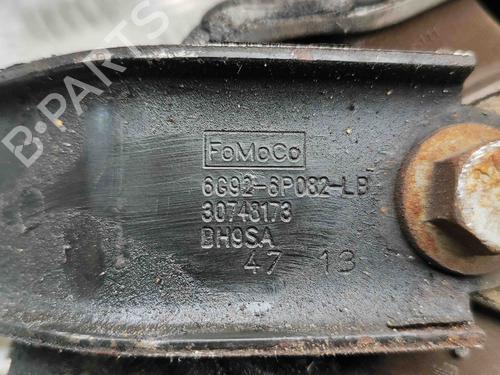 B-PARTS
FoMoCo
6G92-6P082-LB
30748173
BH9SA
47 13